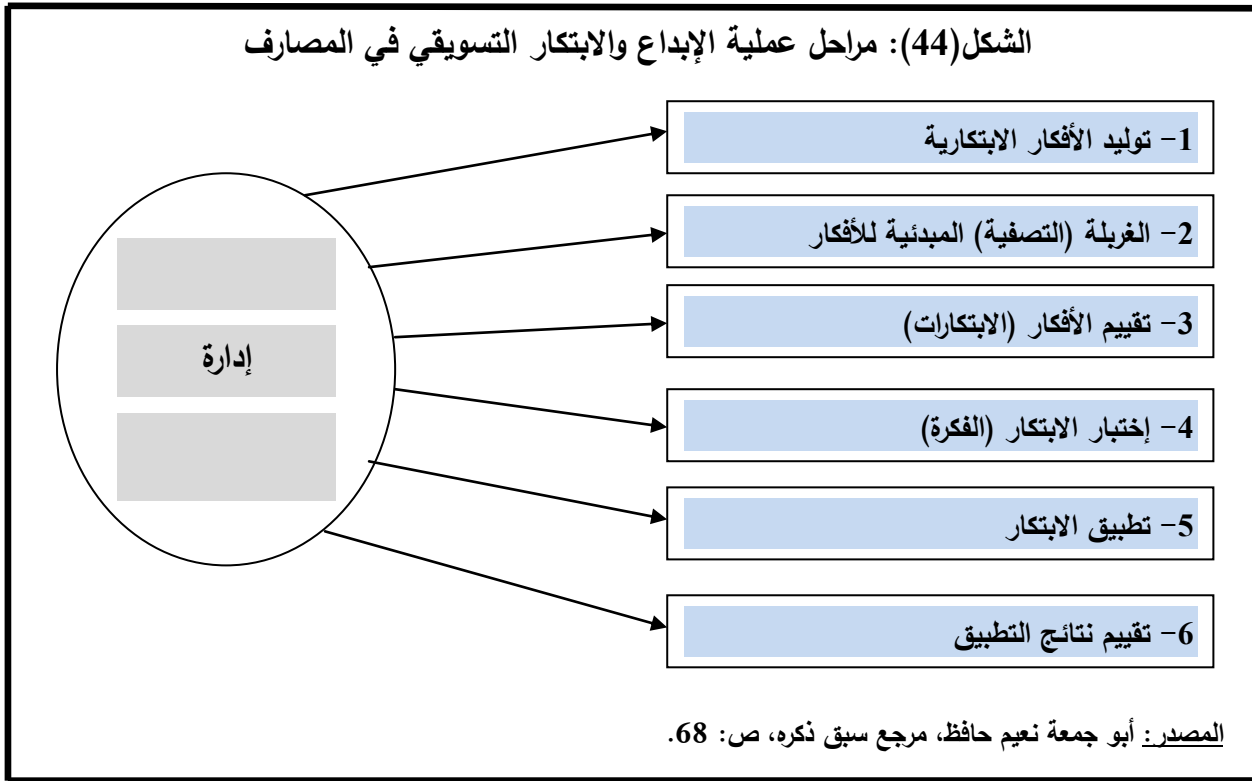 الشكل(44): مراحل عملية الإبداع والابتكار التسويقي في المصارف
1- توليد الأفكار الابتكارية
2- الغربلة (التصفية) المبدئية للأفكار
3- تقييم الأفكار (الابتكارات)
إدارة
4- إختبار الابتكار (الفكرة)
5- تطبيق الابتكار
6- تقييم نتائج التطبيق
المصدر: أبو جمعة نعيم حافظ، مرجع سبق ذكره، ص: 68.